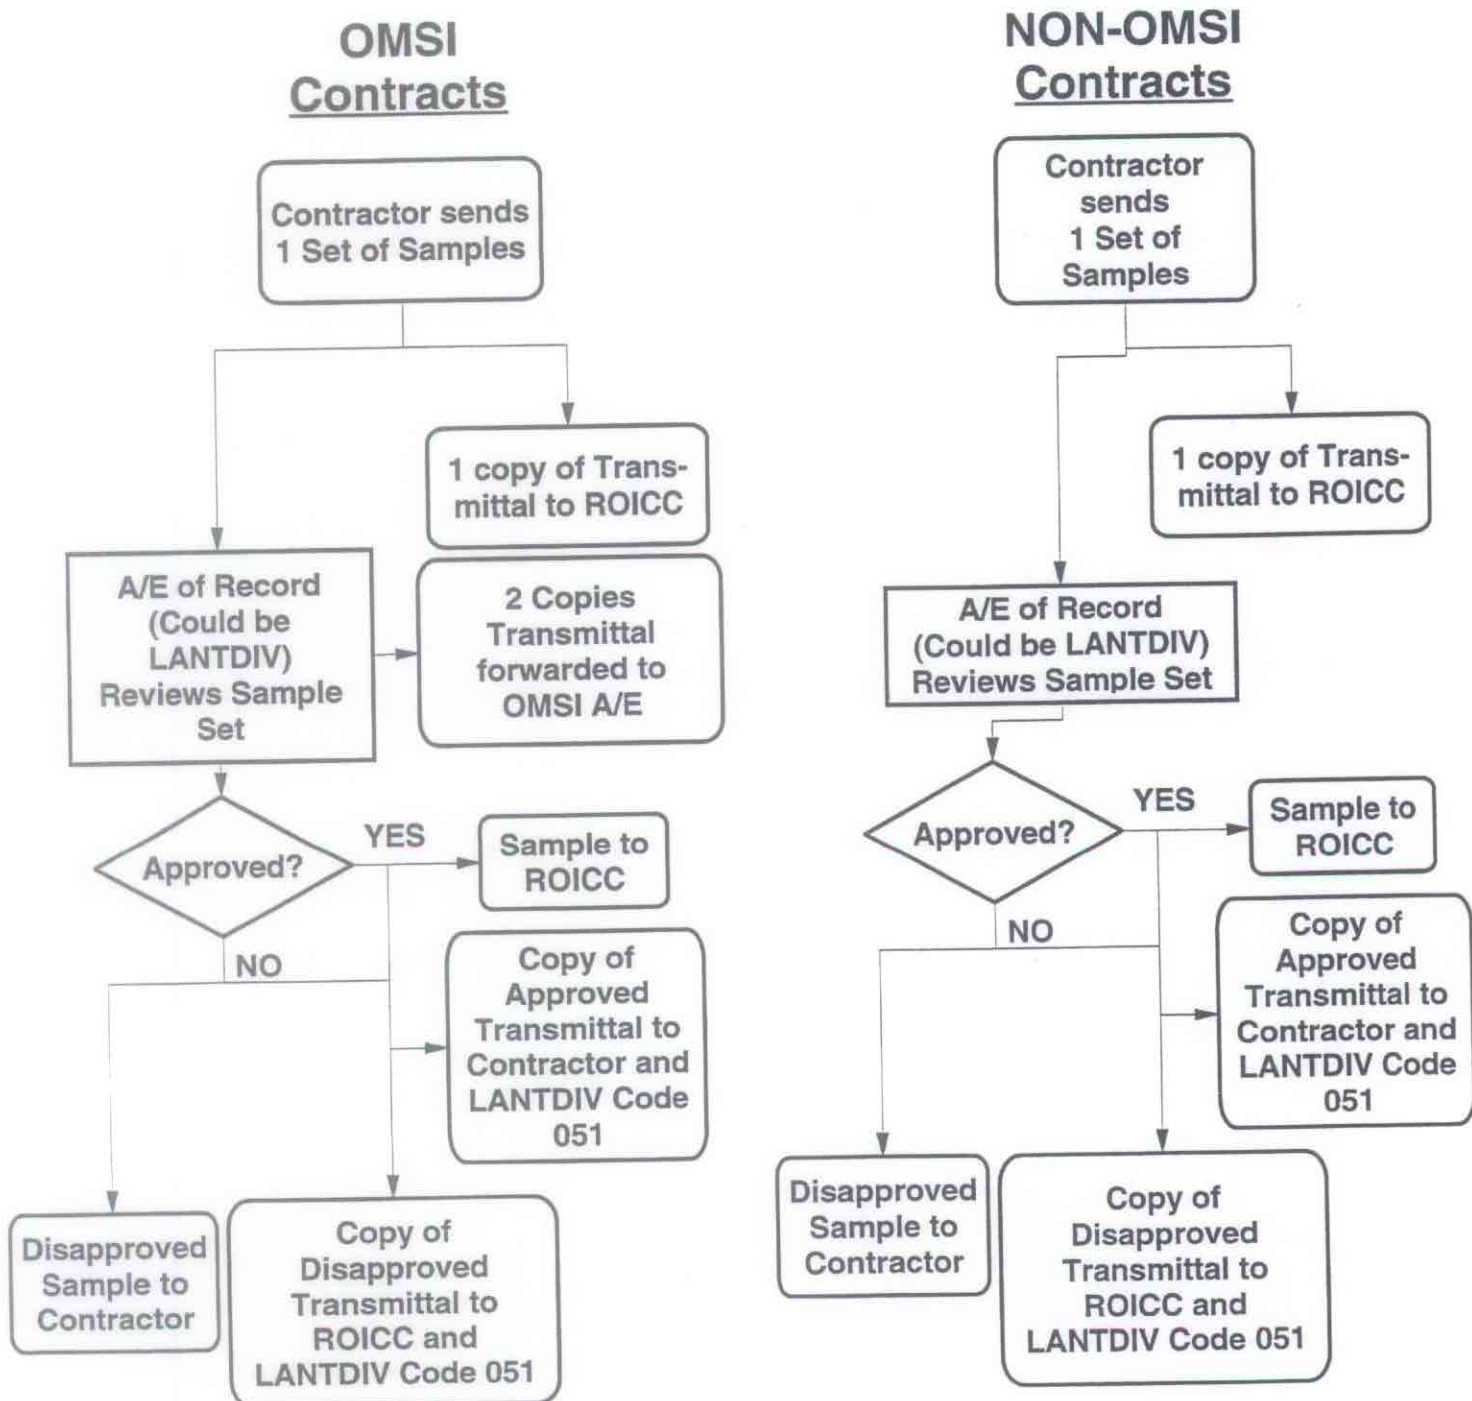 OMSI
Contracts
Contractor sends
1 Set of Samples
1 copy of Trans-
mittal to ROICC
A/E of Record
(Could be
LANTDIV)
Reviews Sample
Set
2 Copies
Transmittal
forwarded to
OMSI A/E
Approved?
YES
Sample to
ROICC
NO
Copy of
Approved
Transmittal to
Contractor and
LANTDIV Code
051
Disapproved
Sample to
Contractor
Copy of
Disapproved
Transmittal to
ROICC and
LANTDIV Code 051
NON-OMSI
Contracts
Contractor
sends
1 Set of
Samples
1 copy of Trans-
mittal to ROICC
A/E of Record
(Could be LANTDIV)
Reviews Sample Set
Approved?
YES
Sample to
ROICC
NO
Copy of
Approved
Transmittal to
Contractor and
LANTDIV Code
051
Disapproved
Sample to
Contractor
Copy of
Disapproved
Transmittal to
ROICC and
LANTDIV Code 051